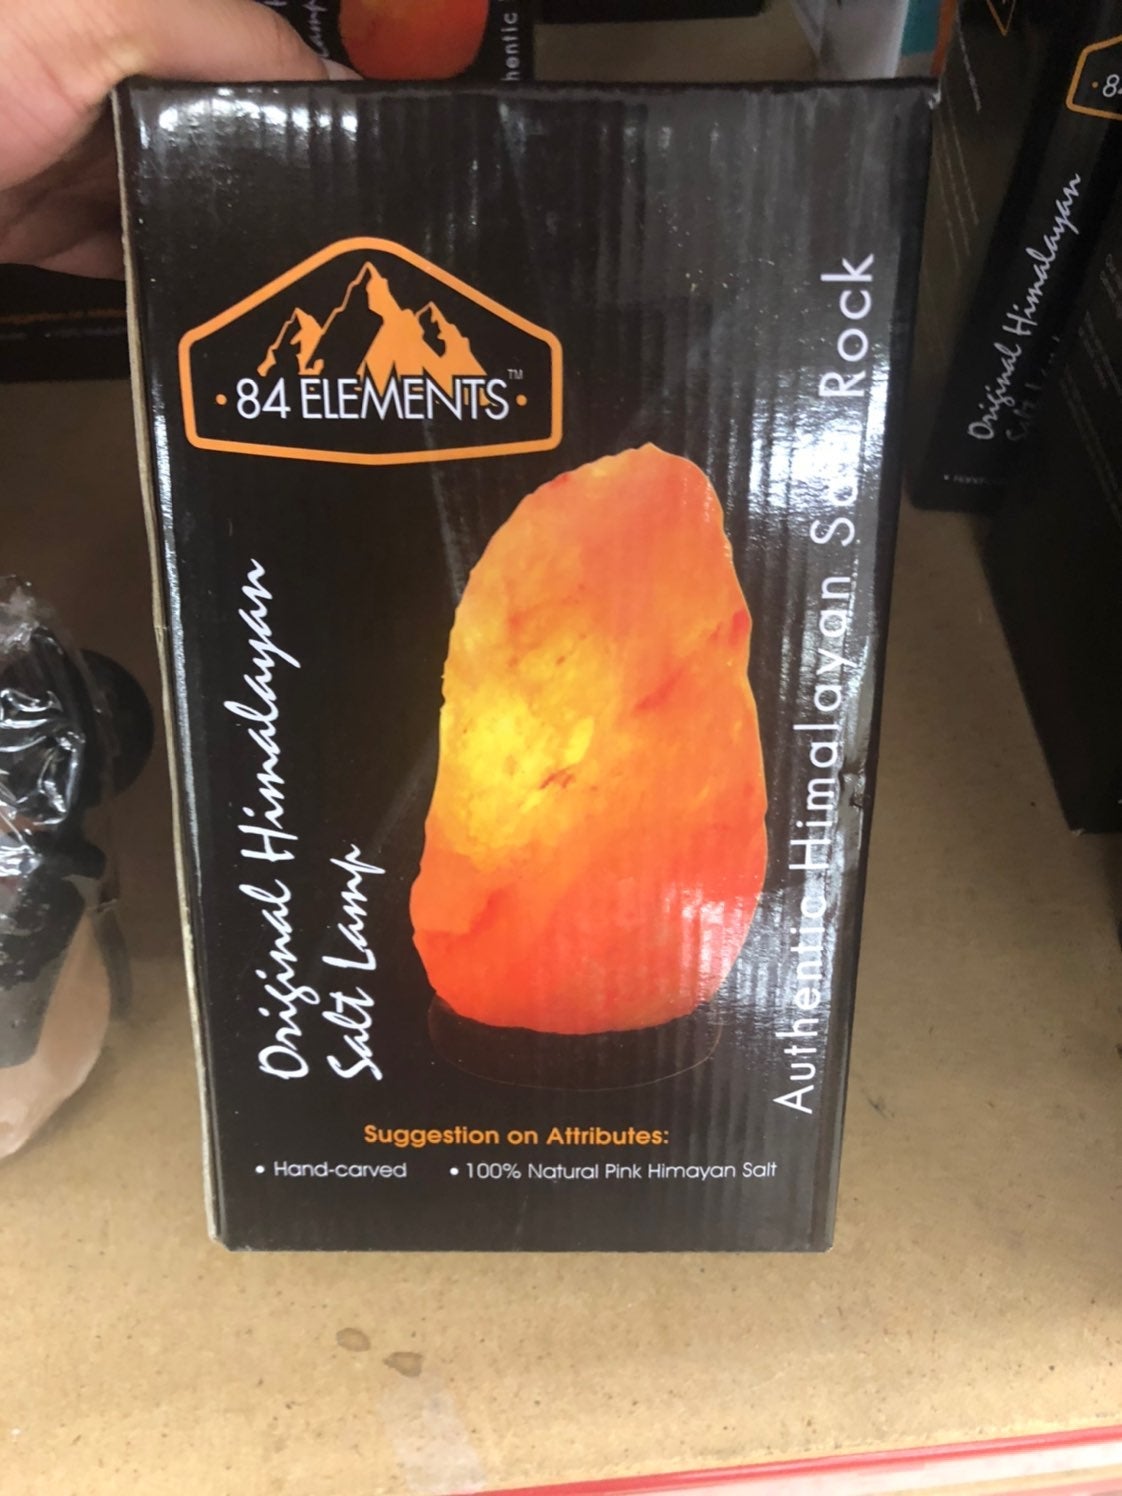 84 ELEMENTS™
Original Himalayan
Salt Lamp
Authentic Himalayan Rock
Suggestion on Attributes:
• Hand-carved • 100% Natural Pink Himayan Salt
Original Himalayan
Salt